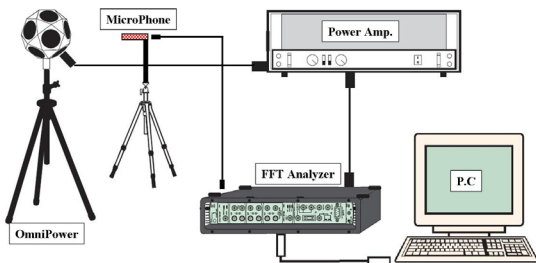 MicroPhone
Power Amp.
FFT Analyzer
P.C
OmniPower